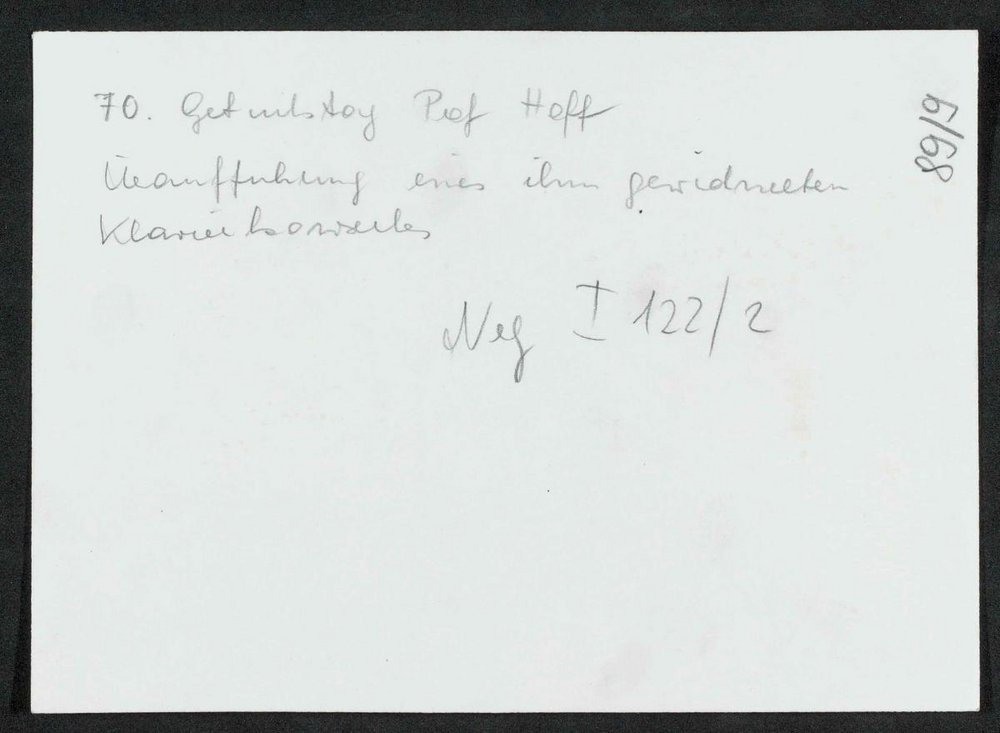 70. Geburtstag Prof Hoff
Uraufführung eines ihm gewidmeten
Klavierkonzertes
Neg I 122/2
89/9